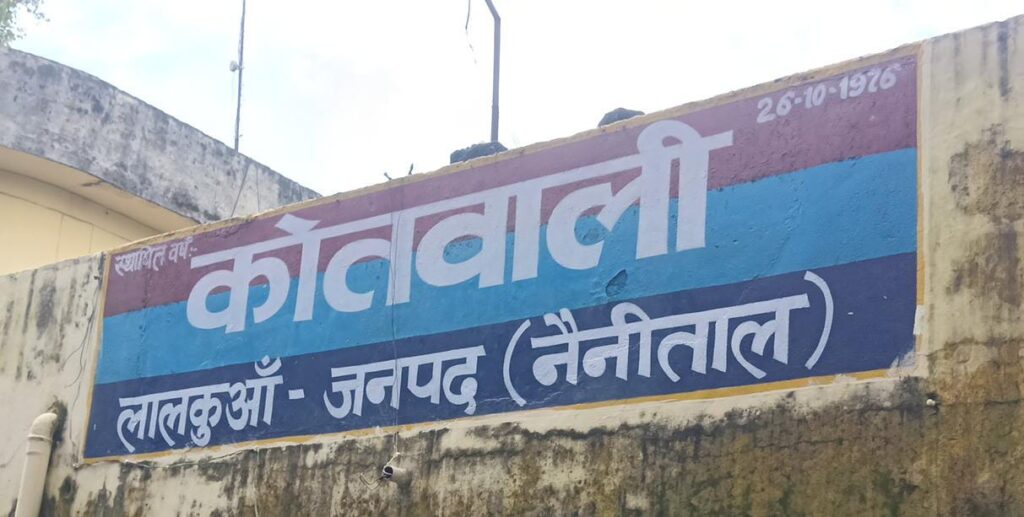 स्थापित वर्ष:- 26-10-1976
कोतवाली
लालकुआँ - जनपद (नैनीताल)